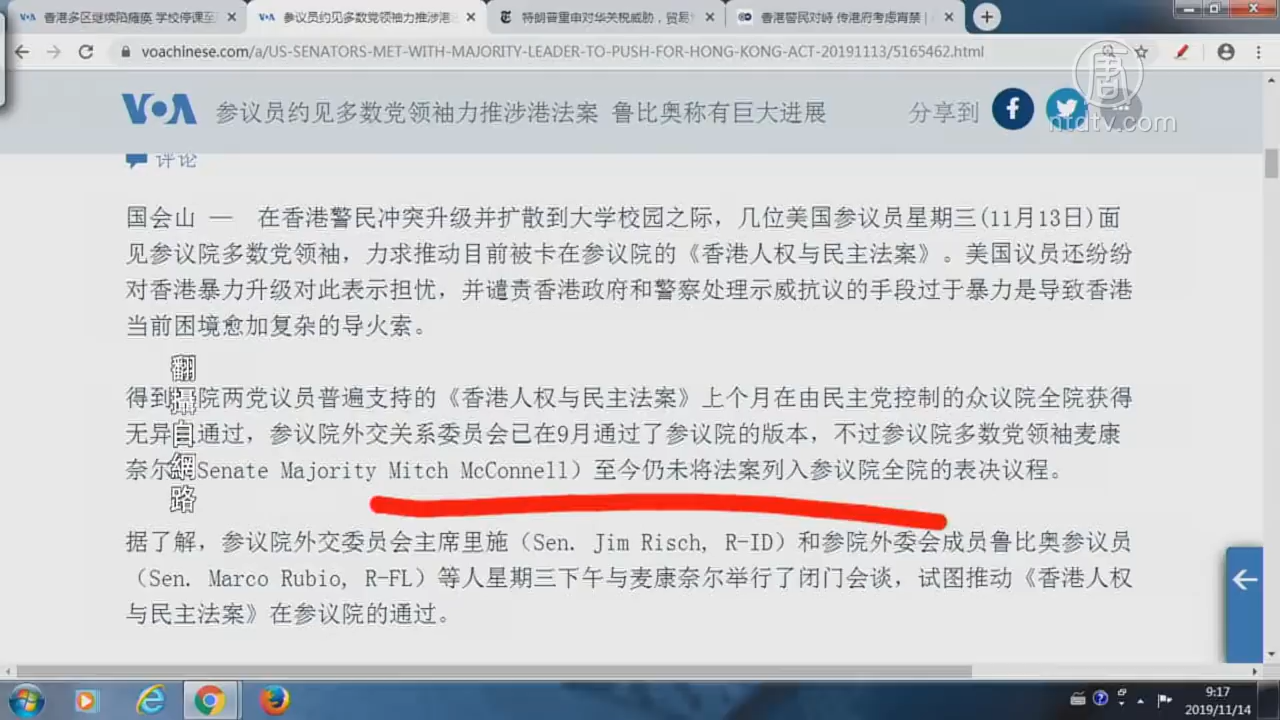 香港多区继续陷瘫痪 学校停课至
参议员约见多数党领袖力推涉港
特朗普重申对华关税威胁，贸易
香港警民对峙 传港府考虑宵禁
voachinese.com/a/US-SENATORS-MET-WITH-MAJORITY-LEADER-TO-PUSH-FOR-HONG-KONG-ACT-20191113/5165462.html
VOA 参议员约见多数党领袖力推涉港法案 鲁比奥称有巨大进展 分享到
唐
ntdtv.com
评论
国会山 — 在香港警民冲突升级并扩散到大学校园之际，几位美国参议员星期三(11月13日)面
见参议院多数党领袖，力求推动目前被卡在参议院的《香港人权与民主法案》。美国议员还纷纷
对香港暴力升级对此表示担忧，并谴责香港政府和警察处理示威抗议的手段过于暴力是导致香港
当前困境愈加复杂的导火索。
得到 院两党议员普遍支持的《香港人权与民主法案》上个月在由民主党控制的众议院全院获得
无异 通过，参议院外交关系委员会已在9月通过了参议院的版本，不过参议院多数党领袖麦康
奈尔 Senate Majority Mitch McConnell）至今仍未将法案列入参议院全院的表决议程。
据了解，参议院外交委员会主席里施（Sen. Jim Risch, R-ID）和参院外委会成员鲁比奥参议员
（Sen. Marco Rubio, R-FL）等人星期三下午与麦康奈尔举行了闭门会谈，试图推动《香港人权
与民主法案》在参议院的通过。
翻攝自網路
9:17
2019/11/14